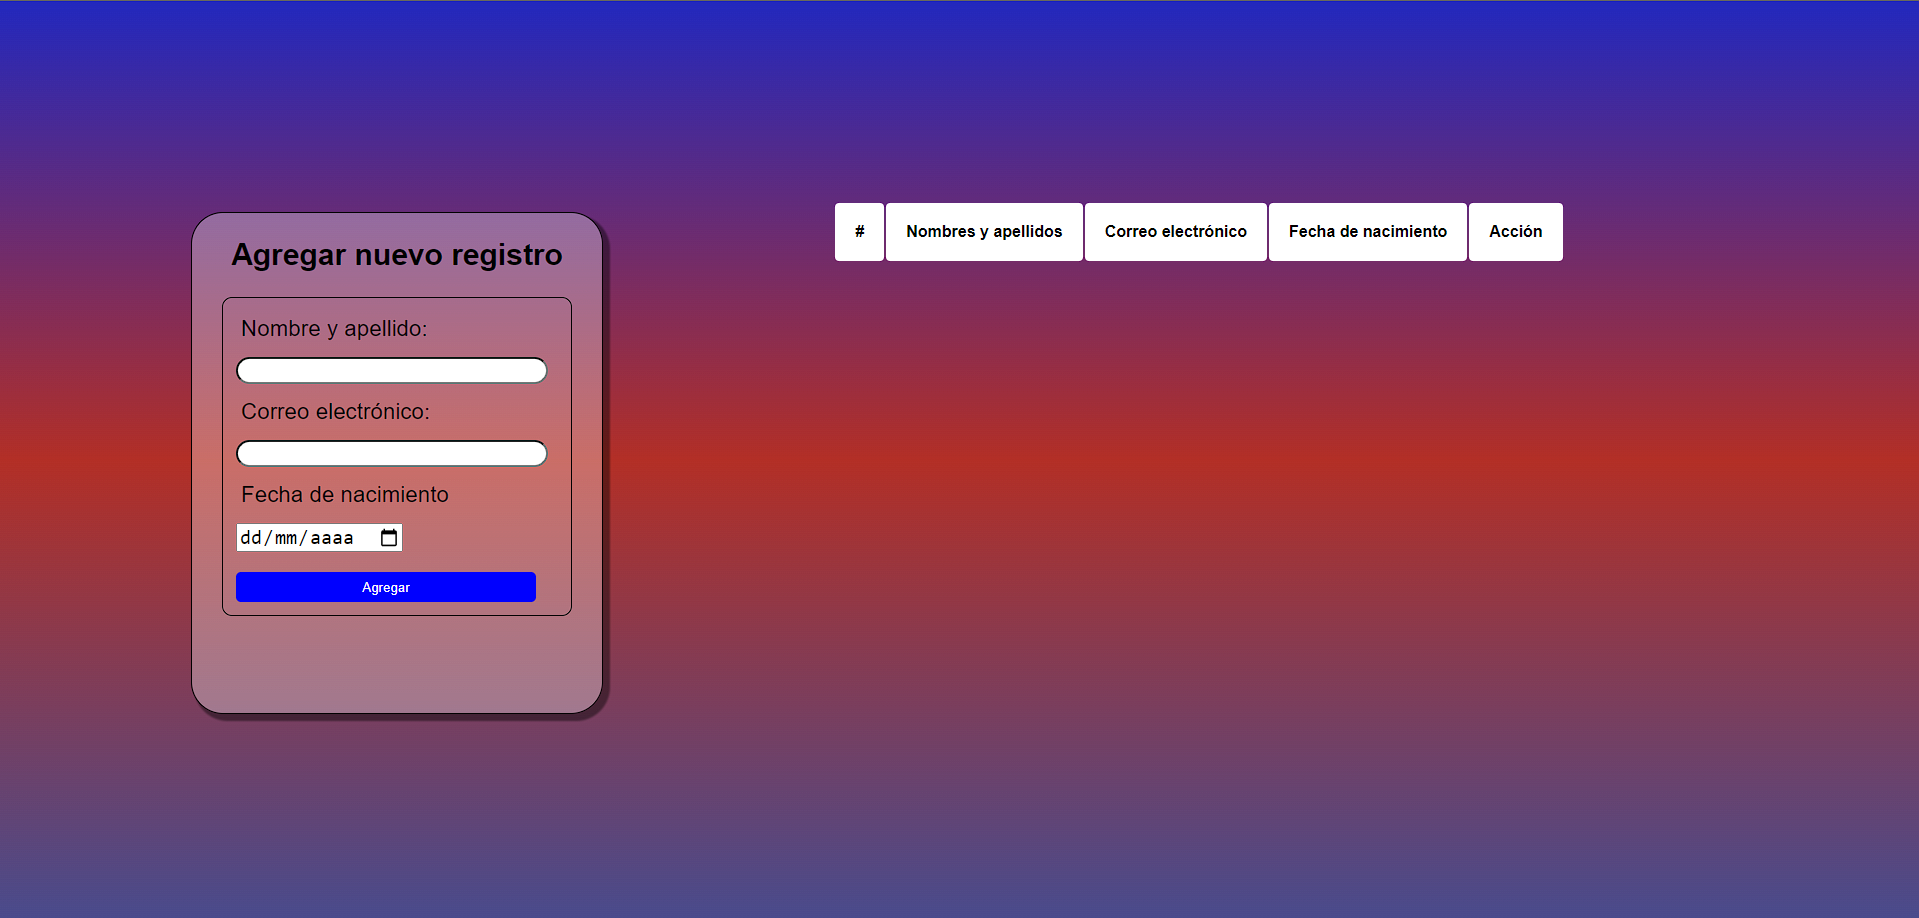 Agregar nuevo registro
Nombre y apellido:
Correo electrónico:
Fecha de nacimiento
dd/mm/aaaa
Agregar
# Nombres y apellidos Correo electrónico Fecha de nacimiento Acción